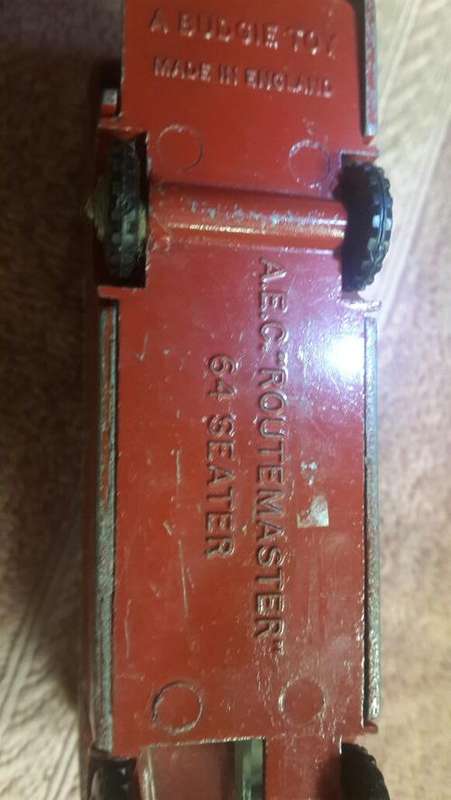 A BUDGIE TOY
MADE IN ENGLAND
A.E.C. "ROUTEMASTER"
64 SEATER